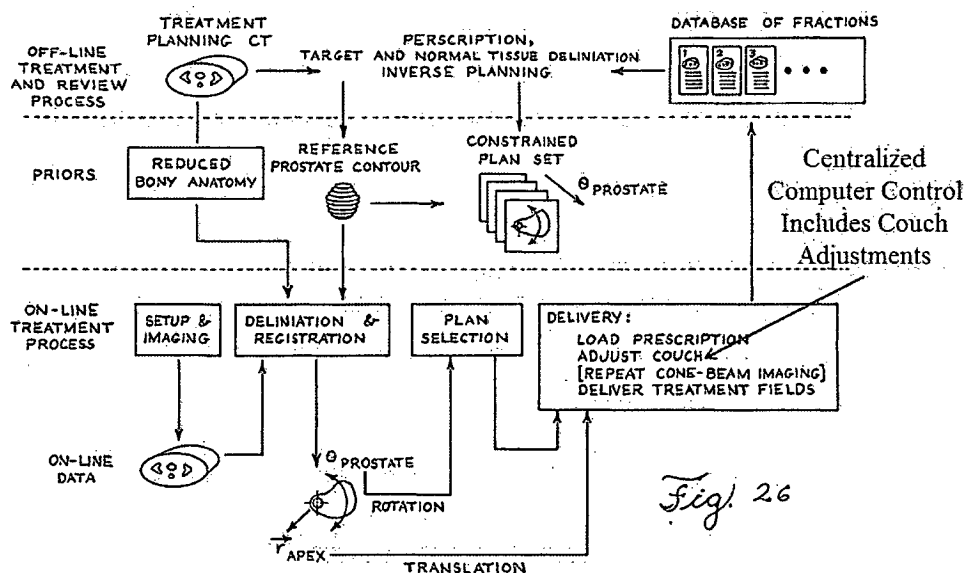 TREATMENT
PLANNING CT
PERSCRIPTION,
TARGET AND NORMAL TISSUE DELINIATION
INVERSE PLANNING
DATABASE OF FRACTIONS
1 2 3
OFF-LINE
TREATMENT
AND REVIEW
PROCESS
PRIORS
REDUCED
BONY ANATOMY
REFERENCE
PROSTATE CONTOUR
CONSTRAINED
PLAN SET
θ PROSTATE
Centralized
Computer Control
Includes Couch
Adjustments
ON-LINE
TREATMENT
PROCESS
SETUP &
IMAGING
DELINIATION &
REGISTRATION
PLAN
SELECTION
DELIVERY:
LOAD PRESCRIPTION
ADJUST COUCH
[REPEAT CONE-BEAM IMAGING]
DELIVER TREATMENT FIELDS
ON-LINE
DATA
θ PROSTATE
ROTATION
r APEX
TRANSLATION
Fig. 26